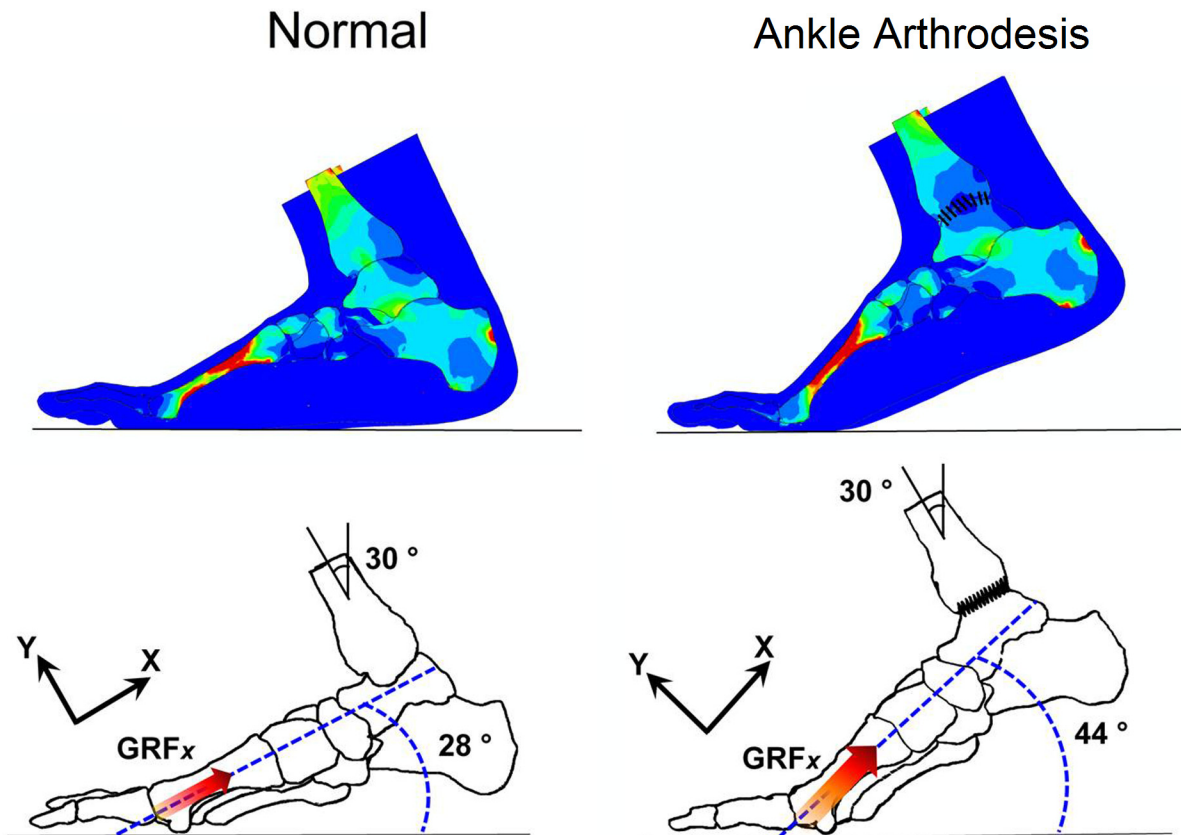 Normal
Ankle Arthrodesis
30 °
Y
X
GRFx
28 °
30 °
Y
X
GRFx
44 °